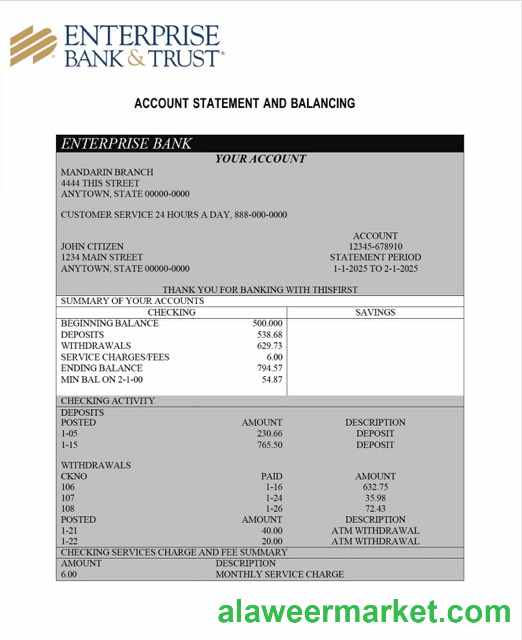 ENTERPRISE
BANK & TRUST®
ACCOUNT STATEMENT AND BALANCING
ENTERPRISE BANK
YOUR ACCOUNT
MANDARIN BRANCH
4444 THIS STREET
ANYTOWN, STATE 00000-0000
CUSTOMER SERVICE 24 HOURS A DAY, 888-000-0000
ACCOUNT
JOHN CITIZEN 12345-678910
1234 MAIN STREET STATEMENT PERIOD
ANYTOWN, STATE 00000-0000 1-1-2025 TO 2-1-2025
THANK YOU FOR BANKING WITH THISFIRST
SUMMARY OF YOUR ACCOUNTS
CHECKING SAVINGS
BEGINNING BALANCE 500.000
DEPOSITS 538.68
WITHDRAWALS 629.73
SERVICE CHARGES/FEES 6.00
ENDING BALANCE 794.57
MIN BAL ON 2-1-00 54.87
CHECKING ACTIVITY
DEPOSITS
POSTED AMOUNT DESCRIPTION
1-05 230.66 DEPOSIT
1-15 765.50 DEPOSIT
WITHDRAWALS
CKNO PAID AMOUNT
106 1-16 632.75
107 1-24 35.98
108 1-26 72.43
POSTED AMOUNT DESCRIPTION
1-21 40.00 ATM WITHDRAWAL
1-22 20.00 ATM WITHDRAWAL
CHECKING SERVICES CHARGE AND FEE SUMMARY
AMOUNT DESCRIPTION
6.00 MONTHLY SERVICE CHARGE
alaweermarket.com